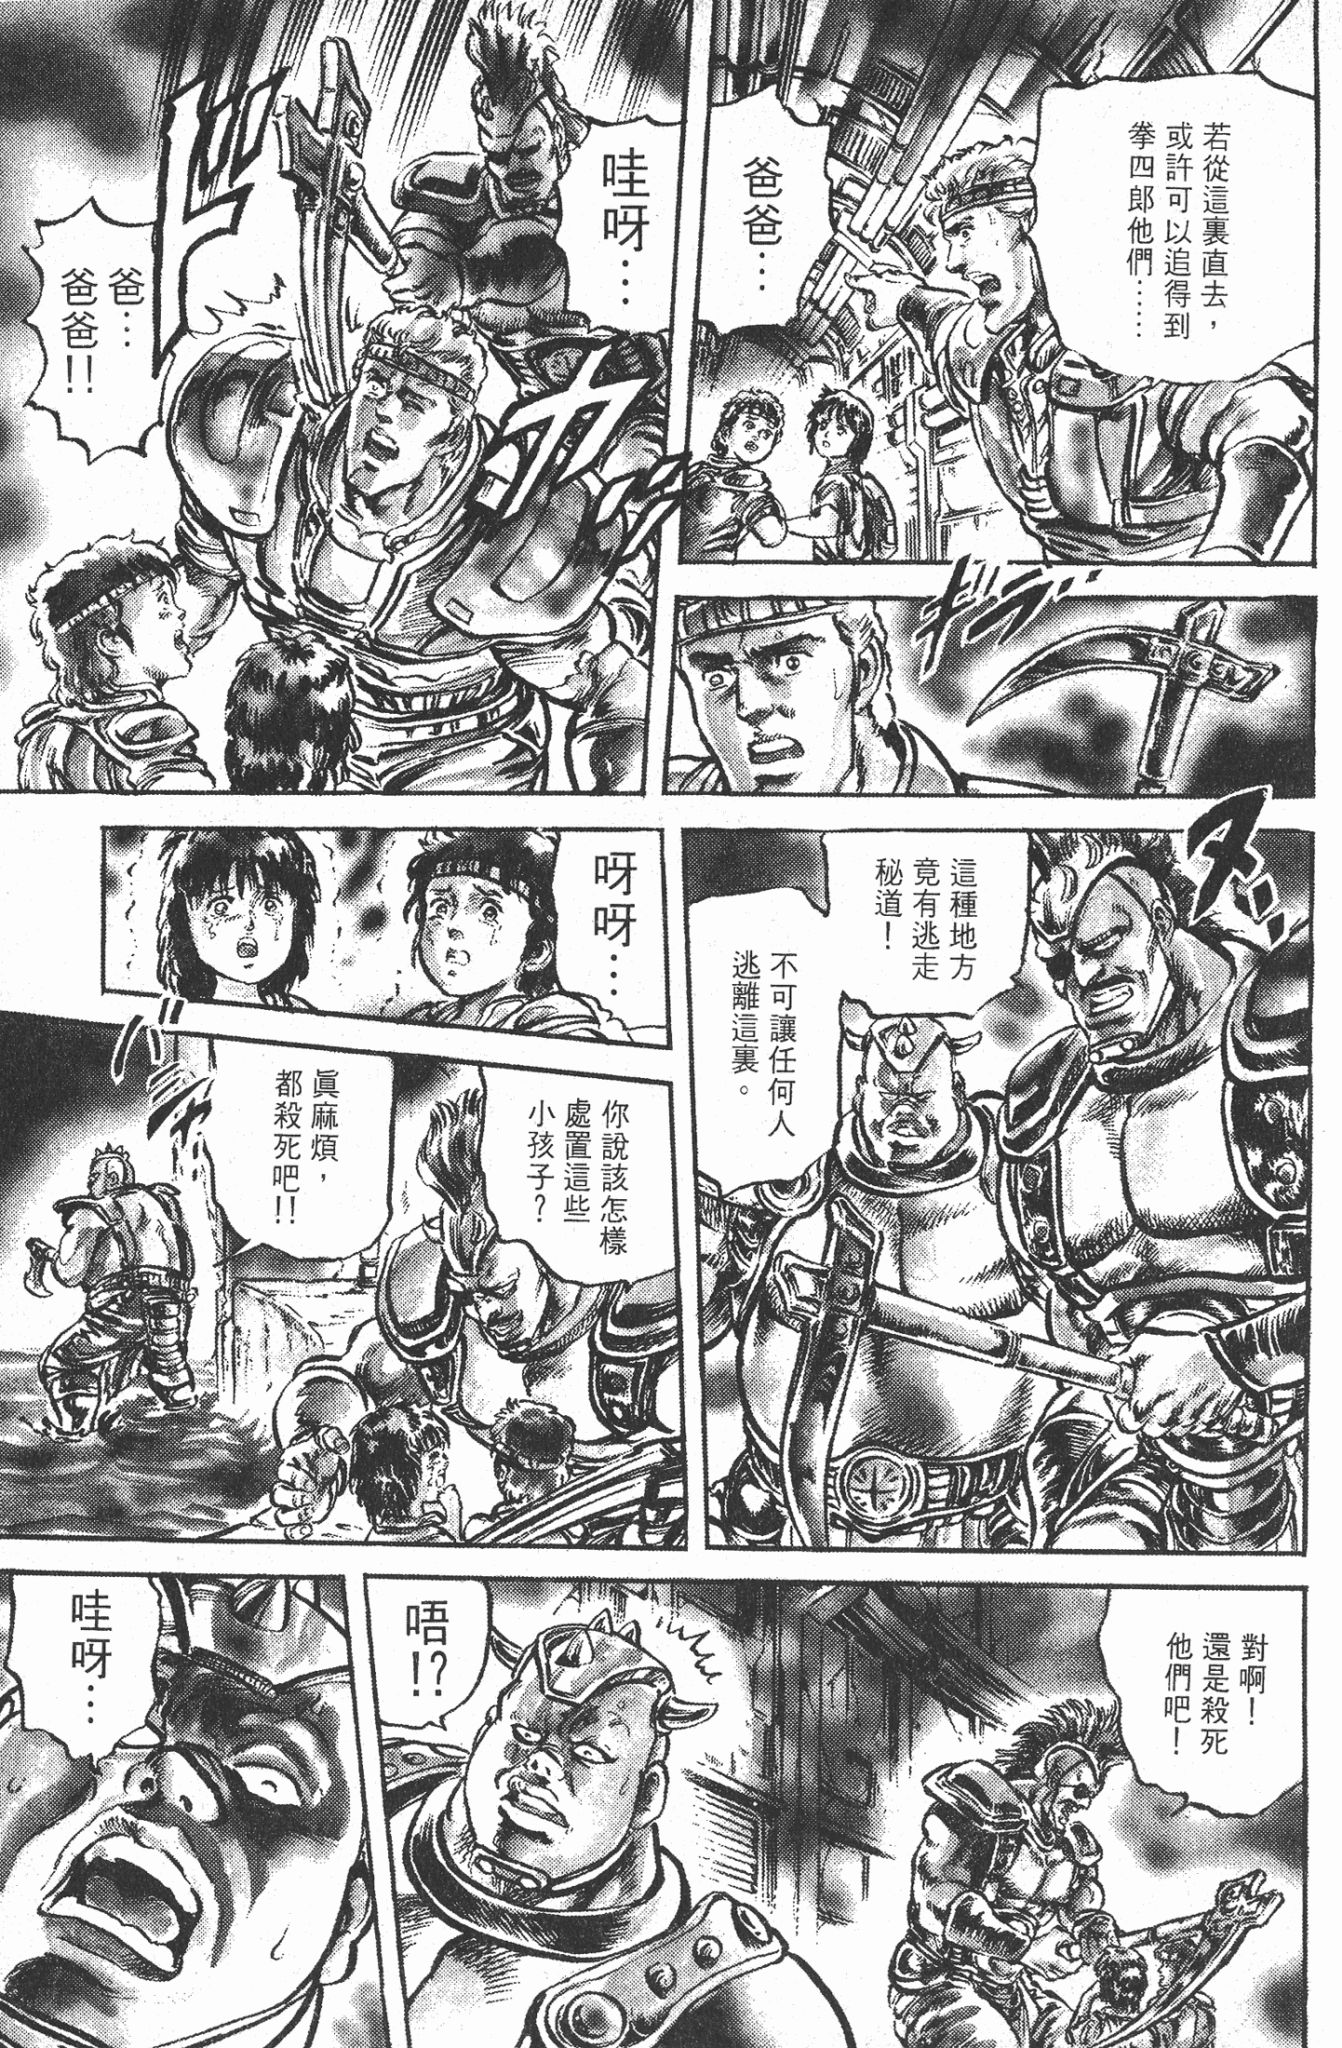 若從這裏直去，
或許可以追得到
拳四郎他們……
爸爸…
哇呀…
爸…
爸爸!!
這種地方
竟有逃走
秘道！
不可讓任何人
逃離這裏。
呀呀…
你說該怎樣
處置這些
小孩子？
眞麻煩，
都殺死吧!!
對啊！
還是殺死
他們吧！
唔!?
哇呀…